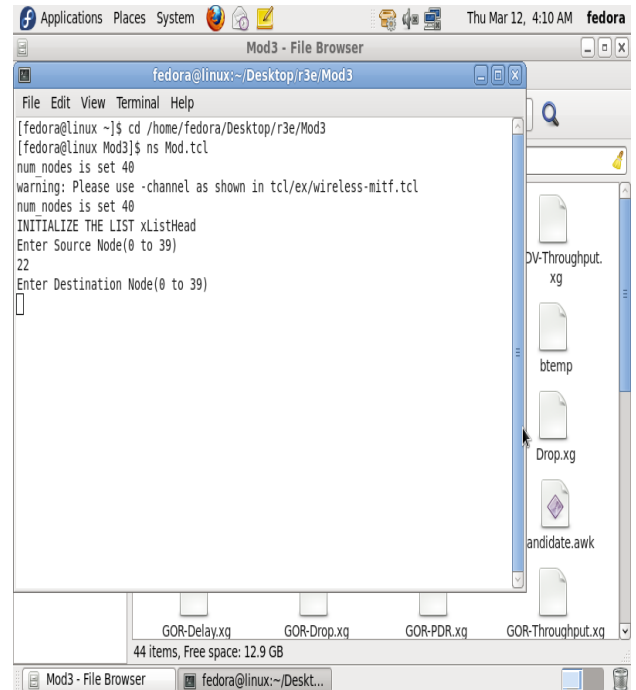 Applications Places System Thu Mar 12, 4:10 AM fedora
Mod3 - File Browser
fedora@linux:~/Desktop/r3e/Mod3
File Edit View Terminal Help
[fedora@linux ~]$ cd /home/fedora/Desktop/r3e/Mod3
[fedora@linux Mod3]$ ns Mod.tcl
num_nodes is set 40
warning: Please use -channel as shown in tcl/ex/wireless-mitf.tcl
num_nodes is set 40
INITIALIZE THE LIST xListHead
Enter Source Node(0 to 39)
22
Enter Destination Node(0 to 39)
DV-Throughput.
xg
btemp
Drop.xg
andidate.awk
GOR-Delay.xg GOR-Drop.xg GOR-PDR.xg GOR-Throughput.xg
44 items, Free space: 12.9 GB
Mod3 - File Browser fedora@linux:~/Deskt...